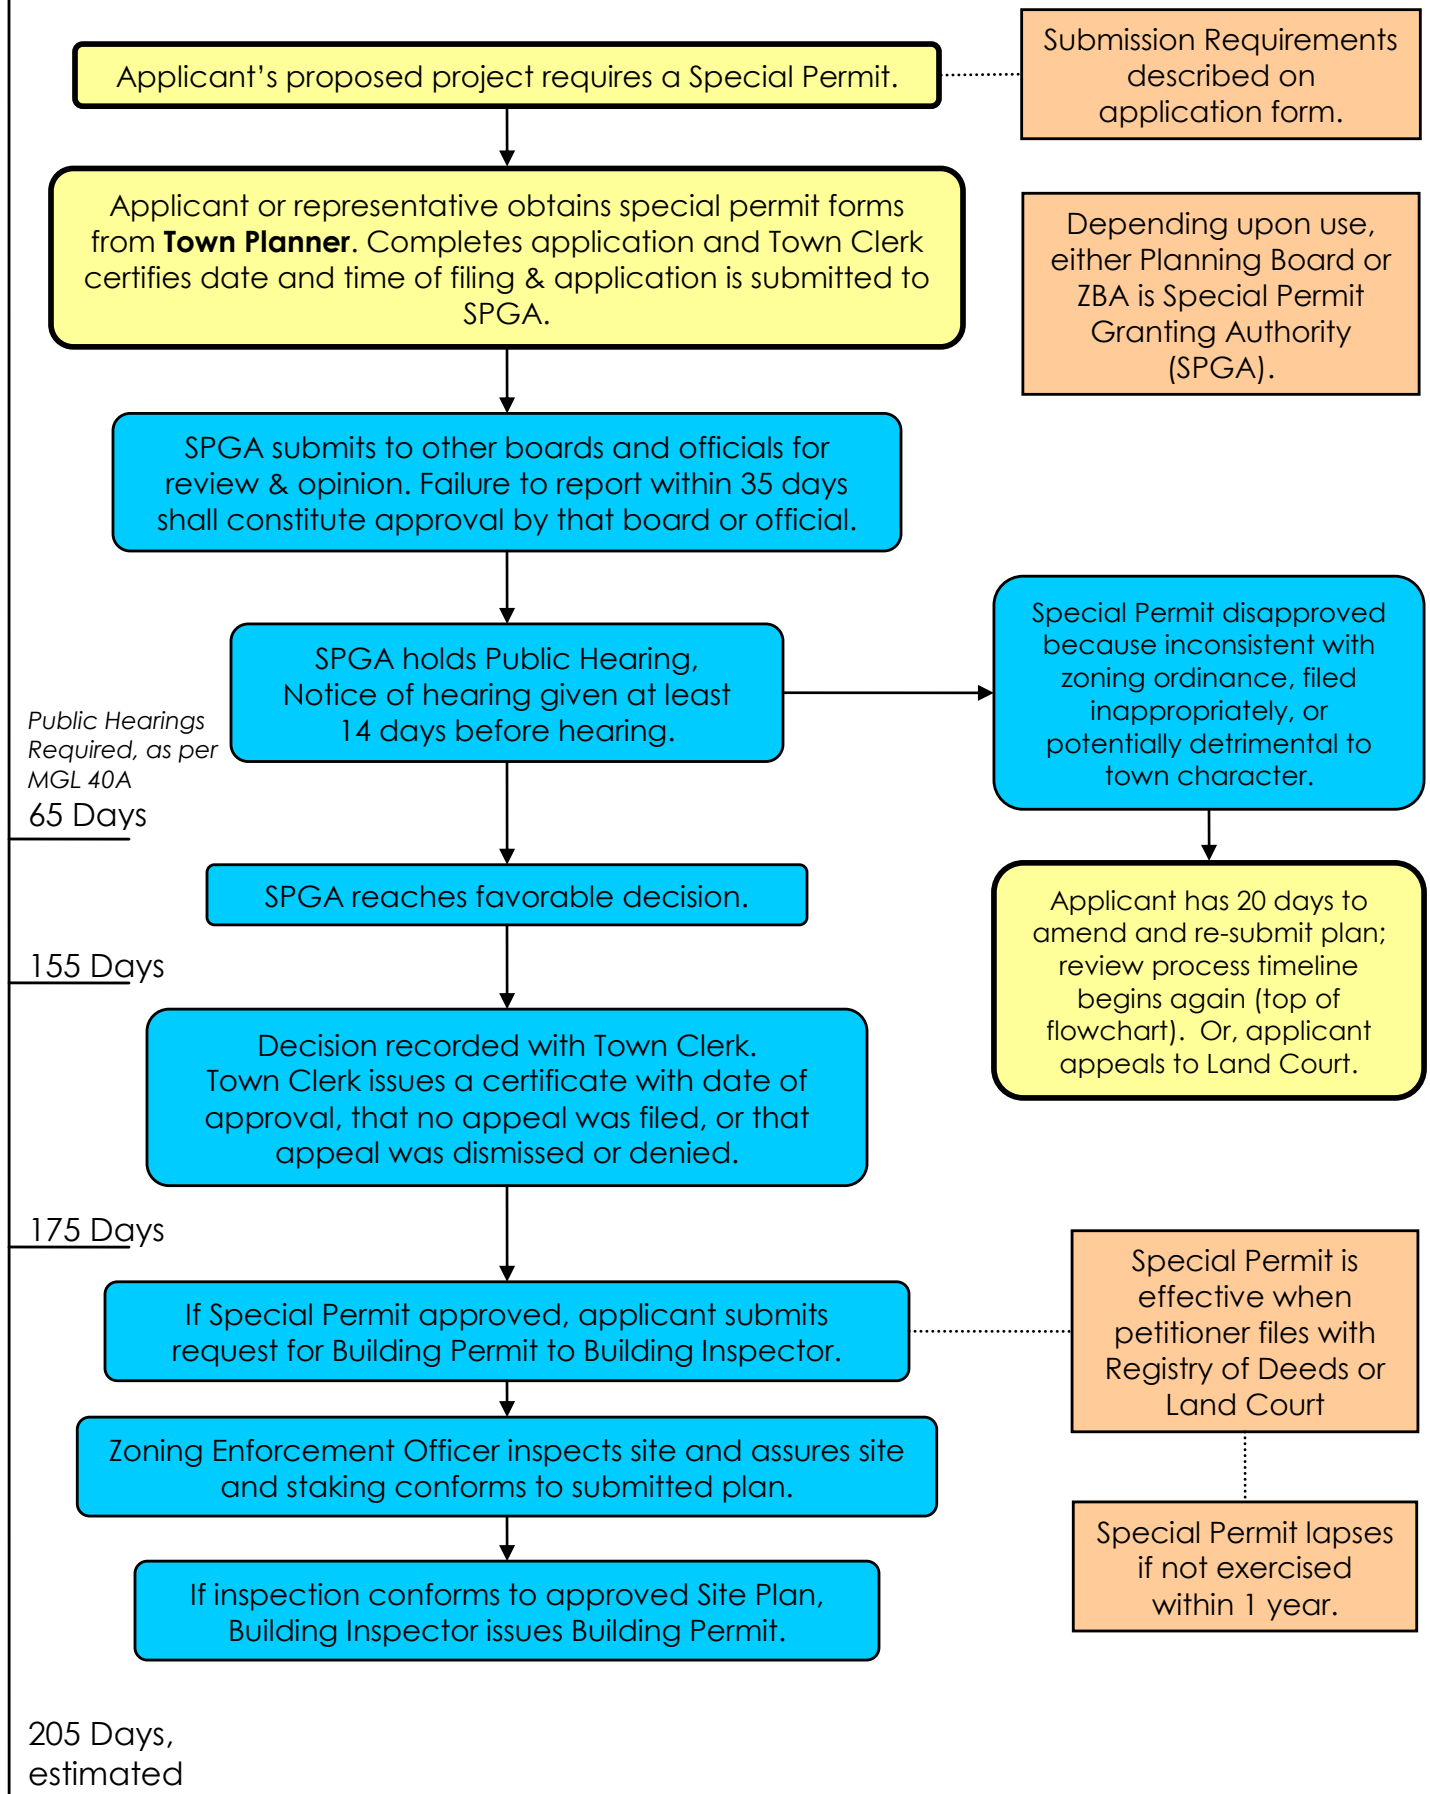 Applicant’s proposed project requires a Special Permit.
Submission Requirements
described on
application form.
Applicant or representative obtains special permit forms
from Town Planner. Completes application and Town Clerk
certifies date and time of filing & application is submitted to
SPGA.
Depending upon use,
either Planning Board or
ZBA is Special Permit
Granting Authority
(SPGA).
SPGA submits to other boards and officials for
review & opinion. Failure to report within 35 days
shall constitute approval by that board or official.
SPGA holds Public Hearing,
Notice of hearing given at least
14 days before hearing.
Special Permit disapproved
because inconsistent with
zoning ordinance, filed
inappropriately, or
potentially detrimental to
town character.
Public Hearings
Required, as per
MGL 40A
65 Days
SPGA reaches favorable decision.
Applicant has 20 days to
amend and re-submit plan;
review process timeline
begins again (top of
flowchart). Or, applicant
appeals to Land Court.
155 Days
Decision recorded with Town Clerk.
Town Clerk issues a certificate with date of
approval, that no appeal was filed, or that
appeal was dismissed or denied.
175 Days
If Special Permit approved, applicant submits
request for Building Permit to Building Inspector.
Special Permit is
effective when
petitioner files with
Registry of Deeds or
Land Court
Zoning Enforcement Officer inspects site and assures site
and staking conforms to submitted plan.
Special Permit lapses
if not exercised
within 1 year.
If inspection conforms to approved Site Plan,
Building Inspector issues Building Permit.
205 Days,
estimated